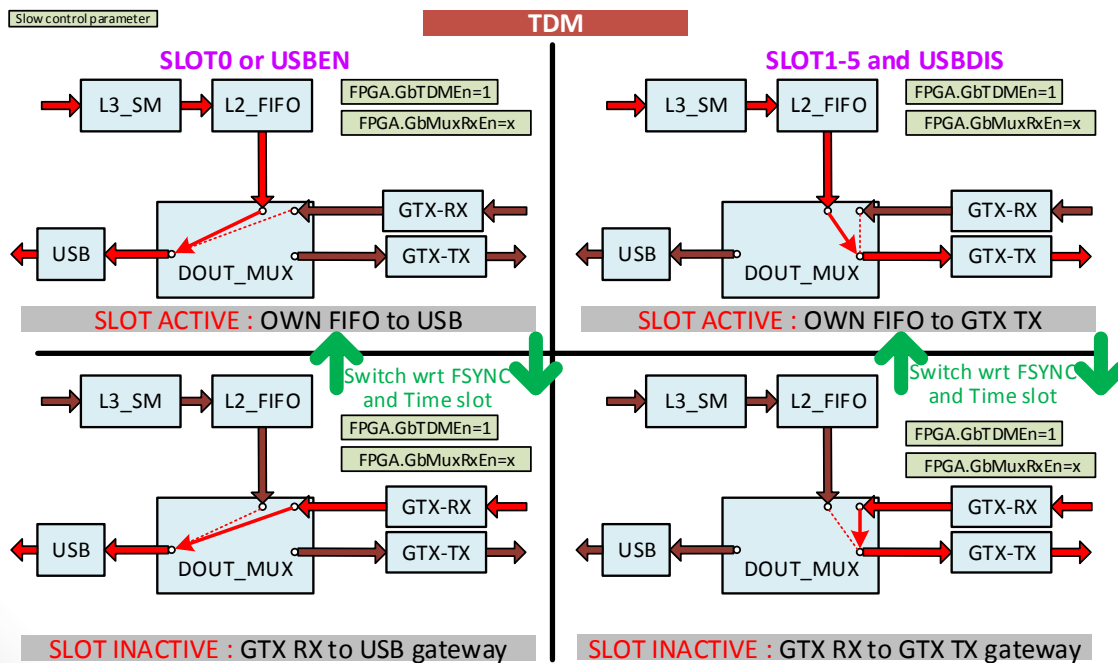 Slow control parameter
TDM
SLOT0 or USBEN
L3_SM
L2_FIFO
FPGA.GbTDMEn=1
FPGA.GbMuxRxEn=x
GTX-RX
GTX-TX
USB
DOUT_MUX
SLOT ACTIVE : OWN FIFO to USB
SLOT1-5 and USBDIS
L3_SM
L2_FIFO
FPGA.GbTDMEn=1
FPGA.GbMuxRxEn=x
GTX-RX
GTX-TX
USB
DOUT_MUX
SLOT ACTIVE : OWN FIFO to GTX TX
Switch wrt FSYNC
and Time slot
L3_SM
L2_FIFO
FPGA.GbTDMEn=1
FPGA.GbMuxRxEn=x
GTX-RX
GTX-TX
USB
DOUT_MUX
SLOT INACTIVE : GTX RX to USB gateway
Switch wrt FSYNC
and Time slot
L3_SM
L2_FIFO
FPGA.GbTDMEn=1
FPGA.GbMuxRxEn=x
GTX-RX
GTX-TX
USB
DOUT_MUX
SLOT INACTIVE : GTX RX to GTX TX gateway